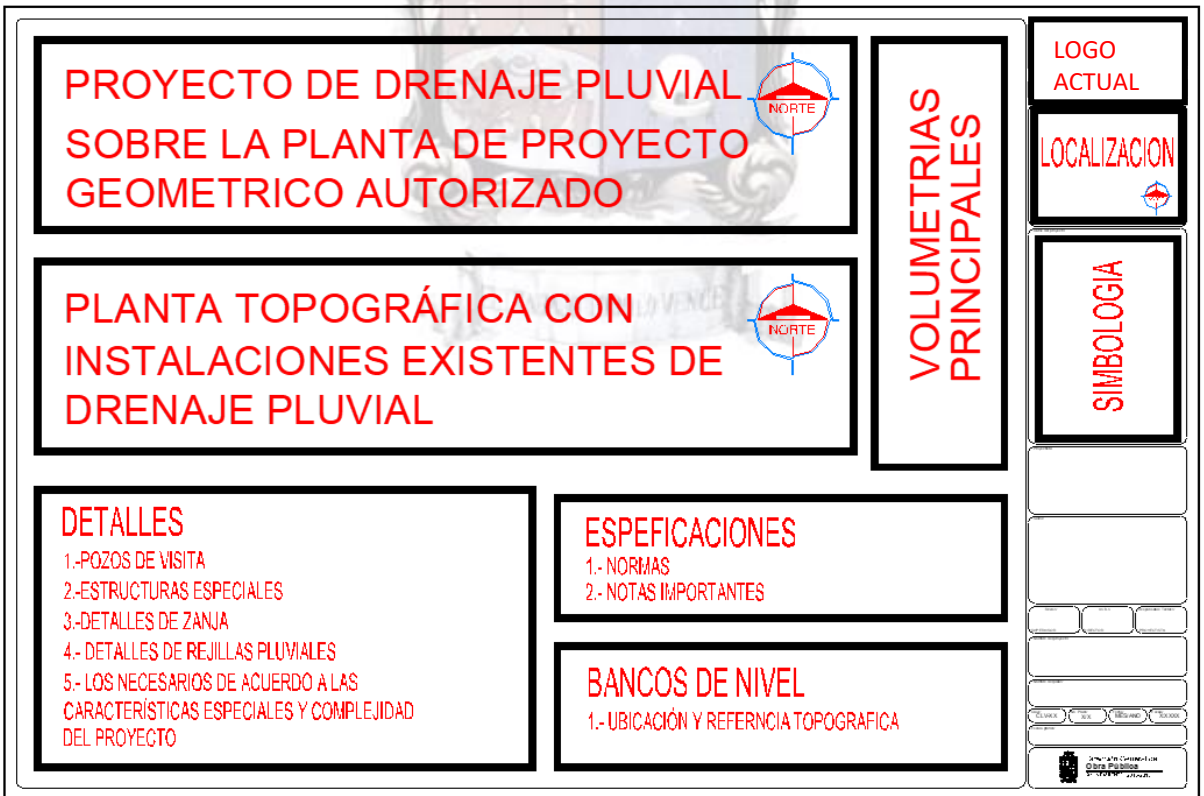 PROYECTO DE DRENAJE PLUVIAL
SOBRE LA PLANTA DE PROYECTO
GEOMETRICO AUTORIZADO
NORTE
PLANTA TOPOGRÁFICA CON
INSTALACIONES EXISTENTES DE
DRENAJE PLUVIAL
NORTE
VOLUMETRIAS
PRINCIPALES
DETALLES
1.-POZOS DE VISITA
2.-ESTRUCTURAS ESPECIALES
3.-DETALLES DE ZANJA
4.- DETALLES DE REJILLAS PLUVIALES
5.- LOS NECESARIOS DE ACUERDO A LAS
CARACTERÍSTICAS ESPECIALES Y COMPLEJIDAD
DEL PROYECTO
ESPEFICACIONES
1.- NORMAS
2.- NOTAS IMPORTANTES
BANCOS DE NIVEL
1.- UBICACIÓN Y REFERNCIA TOPOGRAFICA
LOGO
ACTUAL
LOCALIZACION
SIMBOLOGIA
XX
XXXXX
Obra Pública